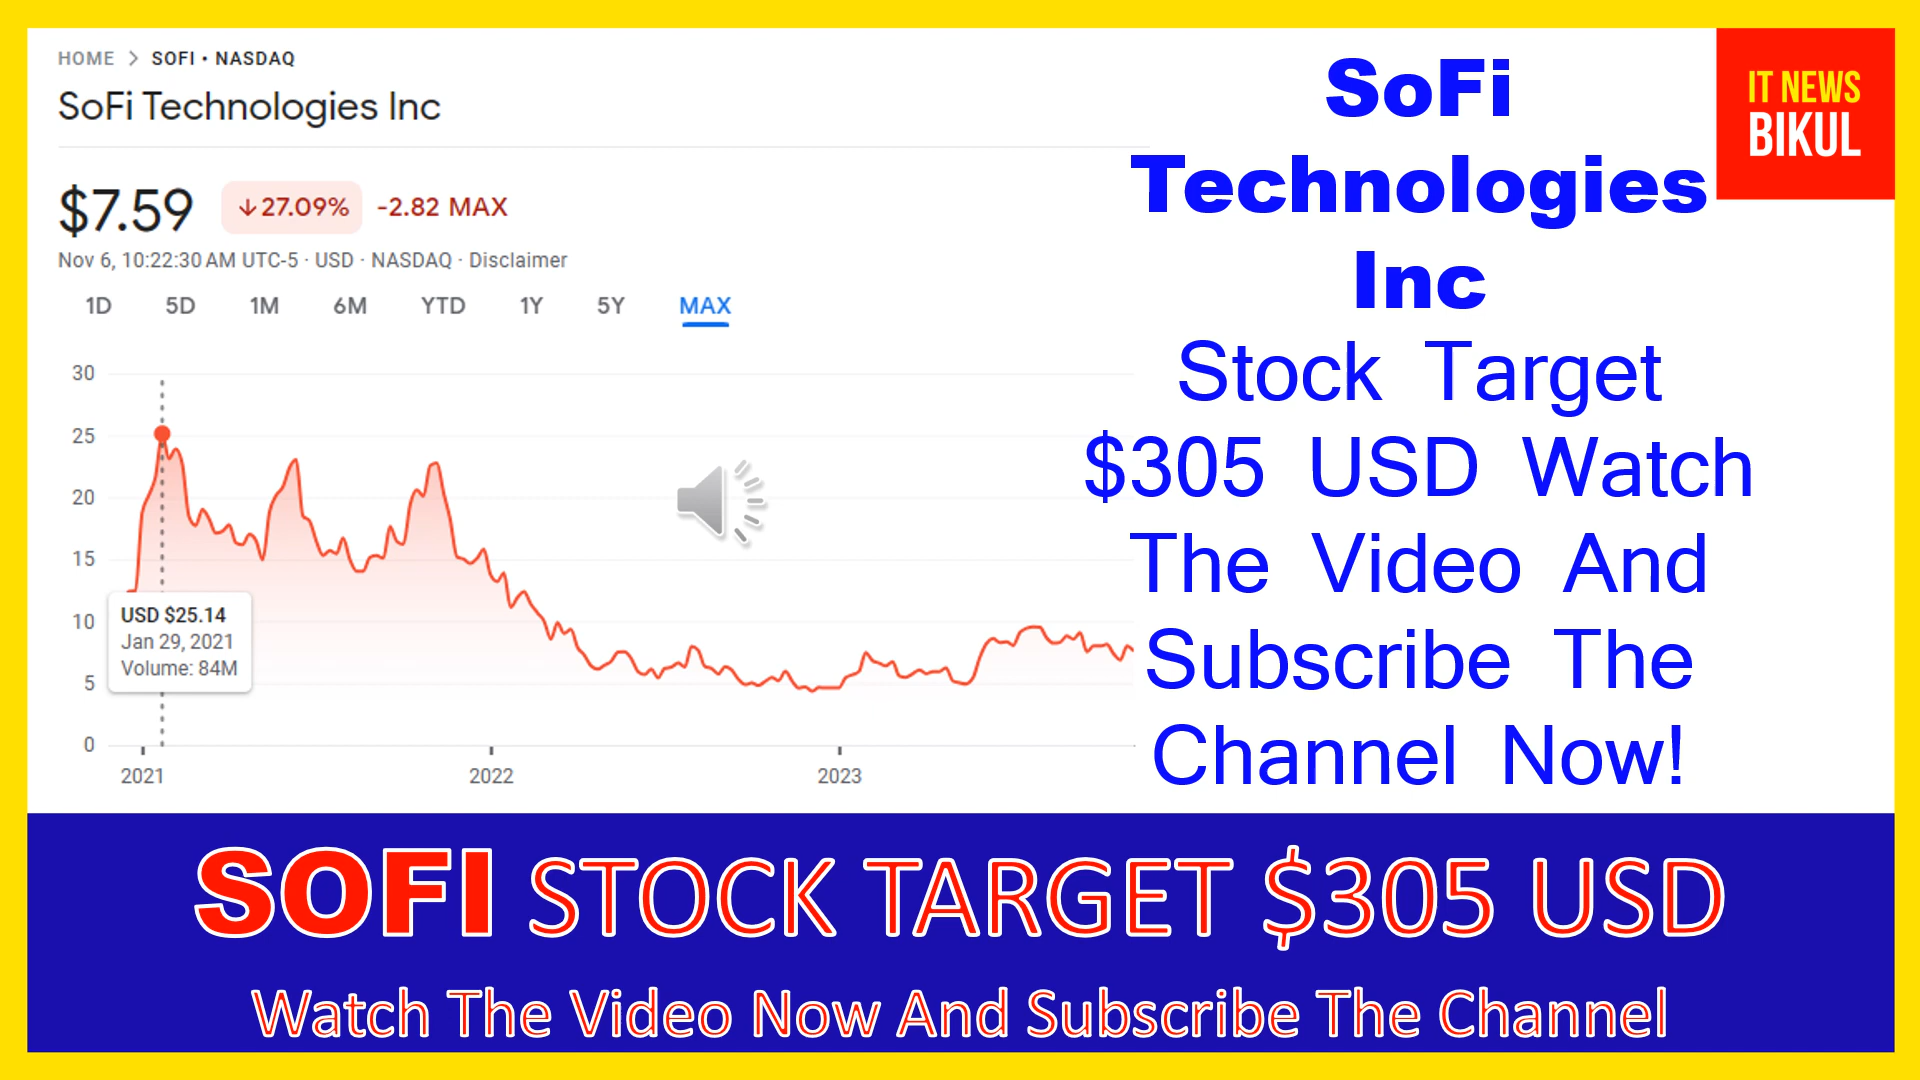 HOME > SOFI • NASDAQ
SoFi Technologies Inc
$7.59 ↓27.09% -2.82 MAX
Nov 6, 10:22:30 AM UTC-5 · USD · NASDAQ · Disclaimer
1D 5D 1M 6M YTD 1Y 5Y MAX
30
25
20
15
10
5
0
USD $25.14
Jan 29, 2021
Volume: 84M
2021 2022 2023
SoFi
Technologies
Inc
Stock Target
$305 USD Watch
The Video And
Subscribe The
Channel Now!
IT NEWS
BIKUL
SOFI STOCK TARGET $305 USD
Watch The Video Now And Subscribe The Channel